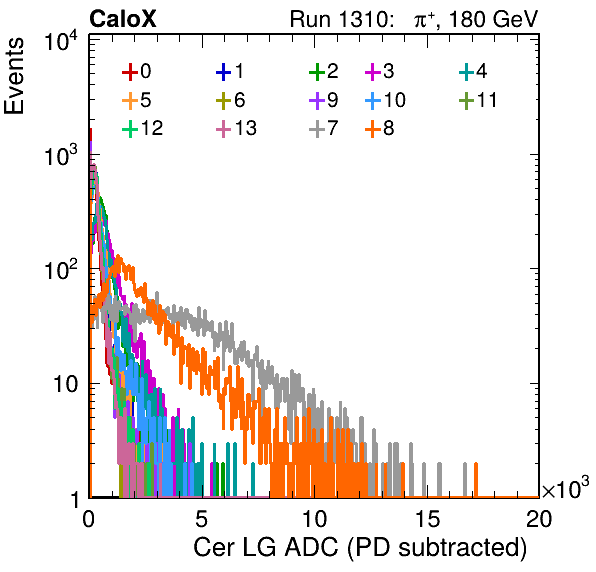 CaloX Run 1310: π⁺, 180 GeV
Events
10⁴
0 1 2 3 4
5 6 9 10 11
12 13 7 8
10³
10²
10
1
0 5 10 15 20 ×10³
Cer LG ADC (PD subtracted)